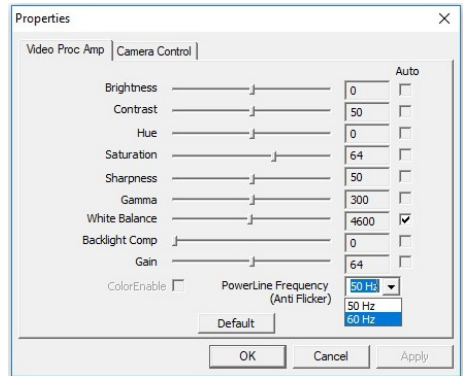 Properties
Video Proc Amp Camera Control
Auto
Brightness 0
Contrast 50
Hue 0
Saturation 64
Sharpness 50
Gamma 300
White Balance 4600
Backlight Comp 0
Gain 64
ColorEnable PowerLine Frequency 50 Hz
(Anti Flicker)
50 Hz
60 Hz
Default
OK Cancel Apply